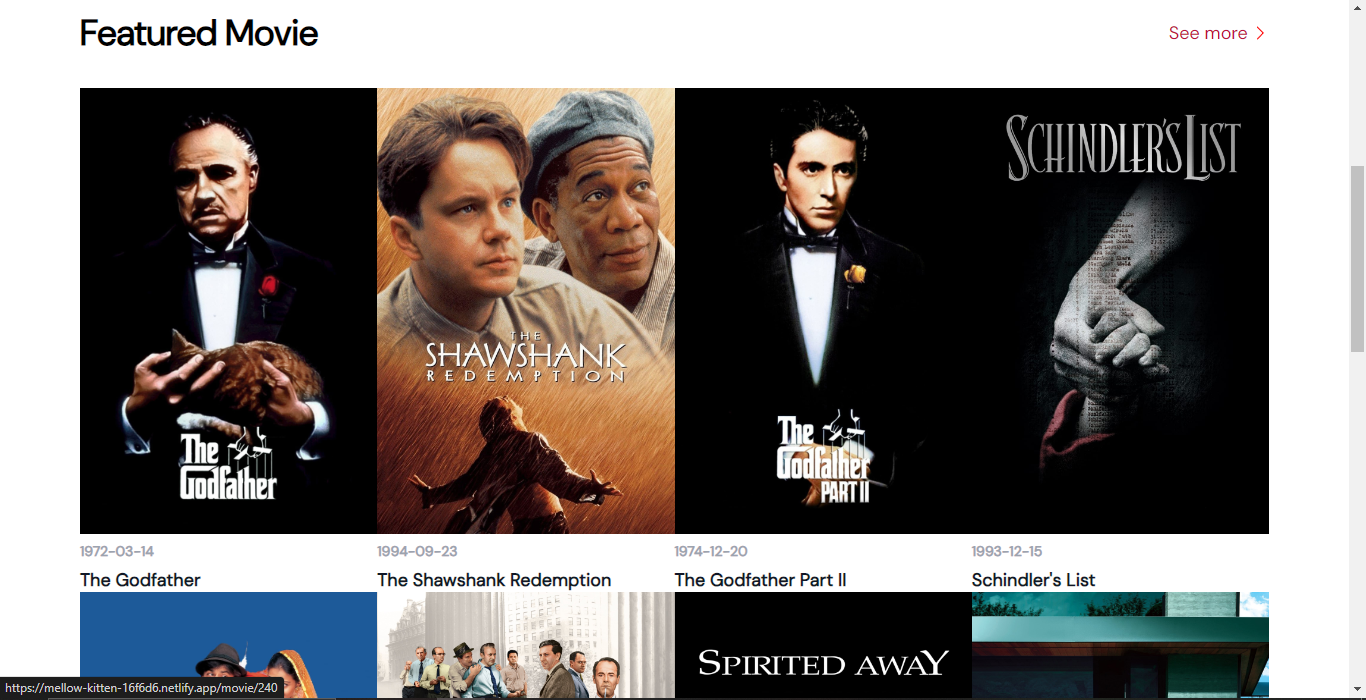 Featured Movie
See more
SCHINDLER'S LIST
THE
SHAWSHANK
REDEMPTION
The
Godfather
The
Godfather
PART II
1972-03-14
1994-09-23
1974-12-20
1993-12-15
The Godfather
The Shawshank Redemption
The Godfather Part II
Schindler's List
SPIRITED AWAY
https://mellow-kitten-16f6d6.netlify.app/movie/240